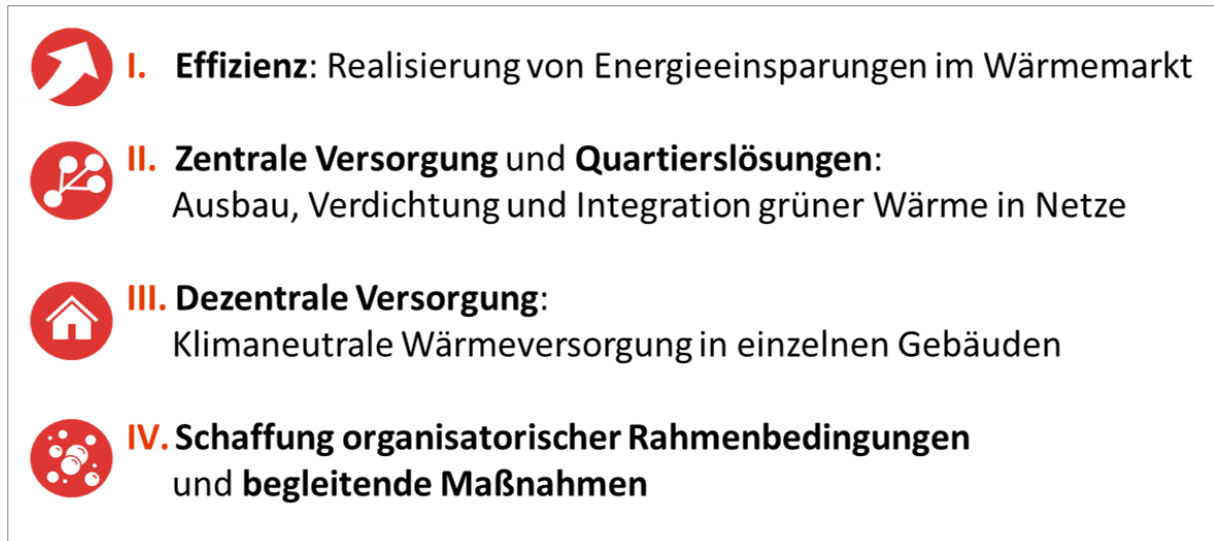 I. Effizienz: Realisierung von Energieeinsparungen im Wärmemarkt
II. Zentrale Versorgung und Quartierslösungen:
Ausbau, Verdichtung und Integration grüner Wärme in Netze
III. Dezentrale Versorgung:
Klimaneutrale Wärmeversorgung in einzelnen Gebäuden
IV. Schaffung organisatorischer Rahmenbedingungen
und begleitende Maßnahmen